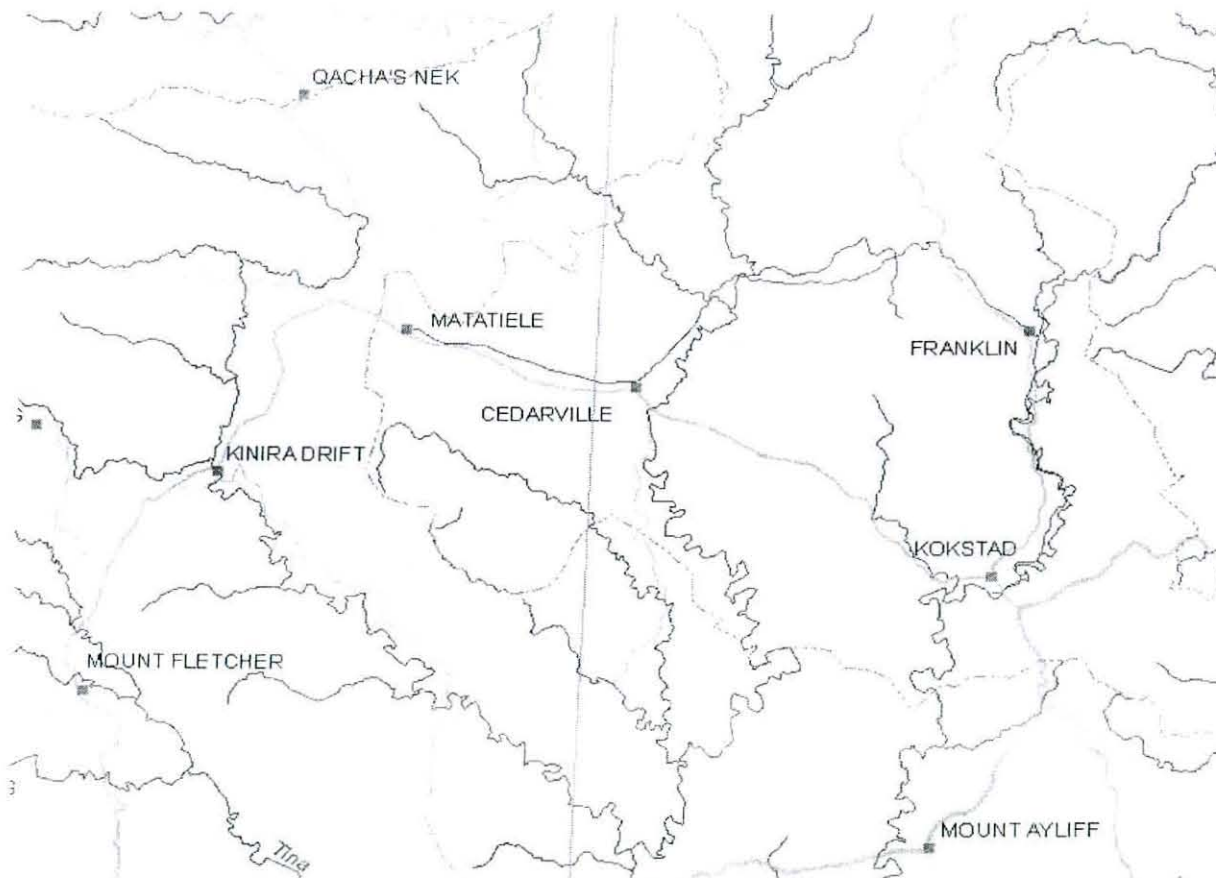 QACHA'S NEK
MATATIELE
FRANKLIN
CEDARVILLE
KINIRA DRIFT
KOKSTAD
MOUNT FLETCHER
MOUNT AYLIFF
Tina